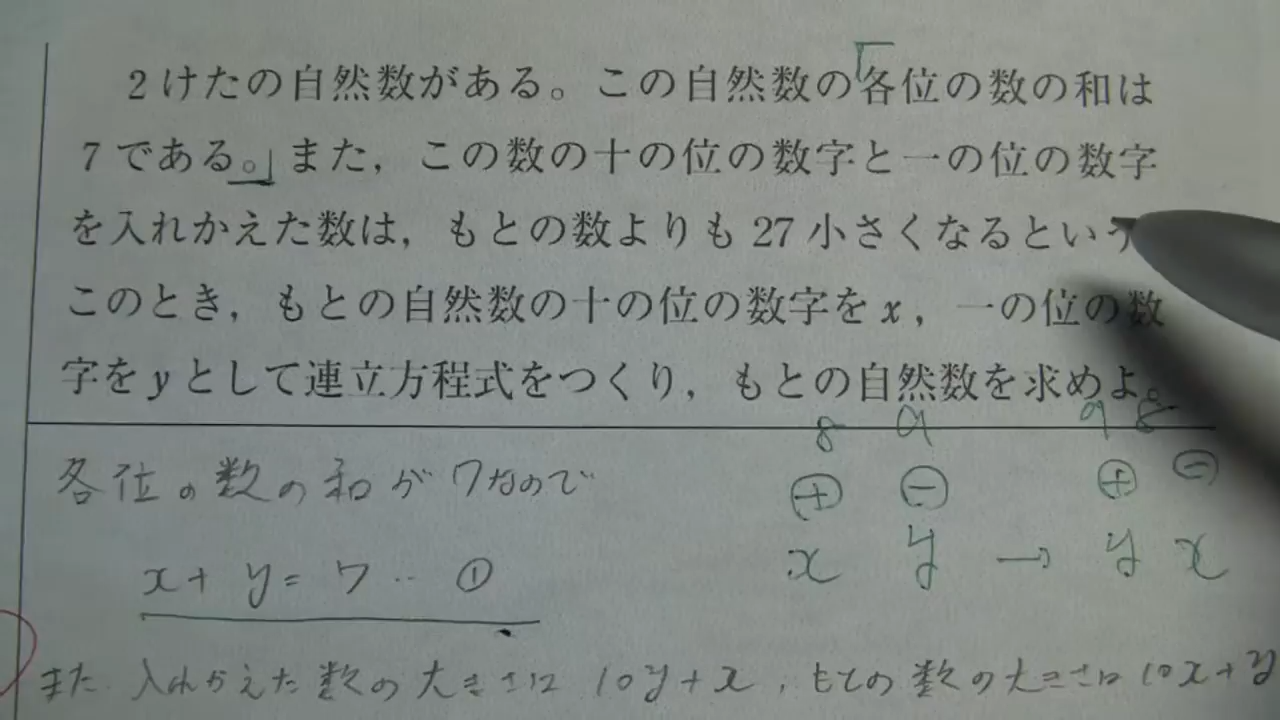 2けたの自然数がある。この自然数の各位の数の和は
7である。また，この数の十の位の数字と一の位の数字
を入れかえた数は，もとの数よりも27小さくなるという
このとき，もとの自然数の十の位の数字をx，一の位の数
字をyとして連立方程式をつくり，もとの自然数を求めよ。
8 9 9 8
各位の数の和が7なので
⊕ ⊖ ⊕ ⊖
x y → y x
x+y=7‥①
また 入れかえた数の大きさは 10y+x，もとの数の大きさは10x+y